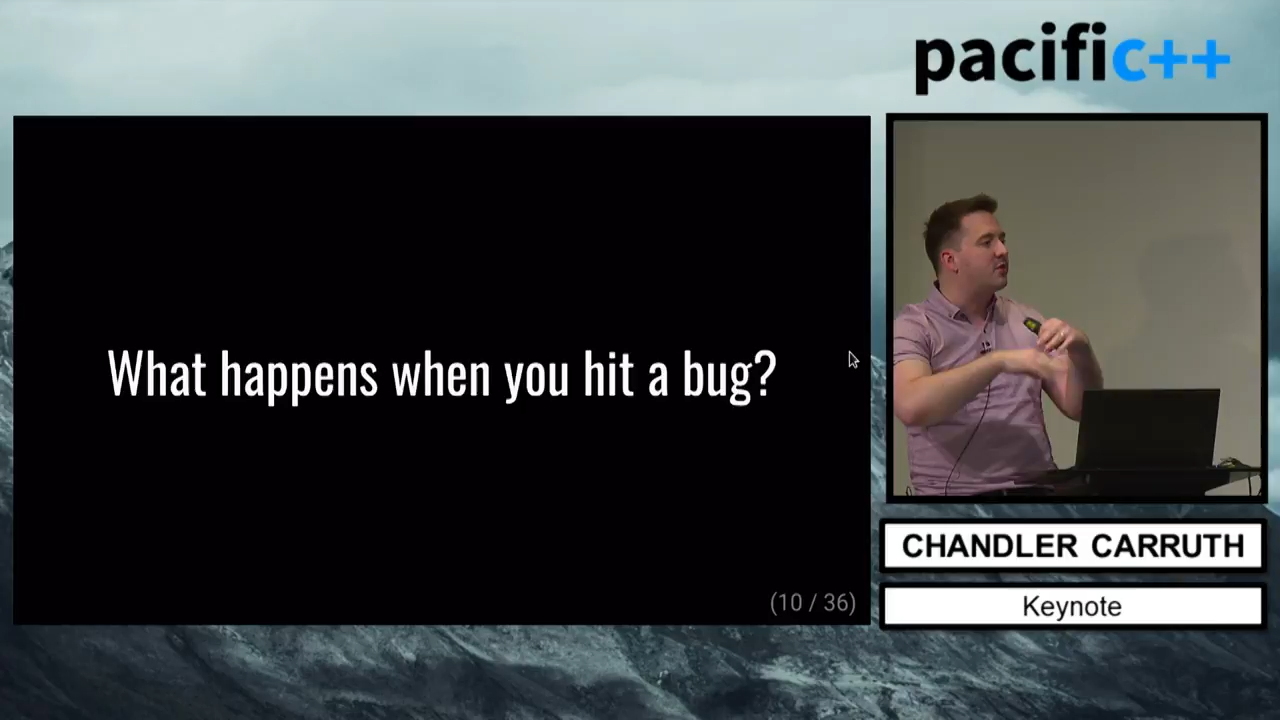 pacific++
What happens when you hit a bug?
(10 / 36)
CHANDLER CARRUTH
Keynote